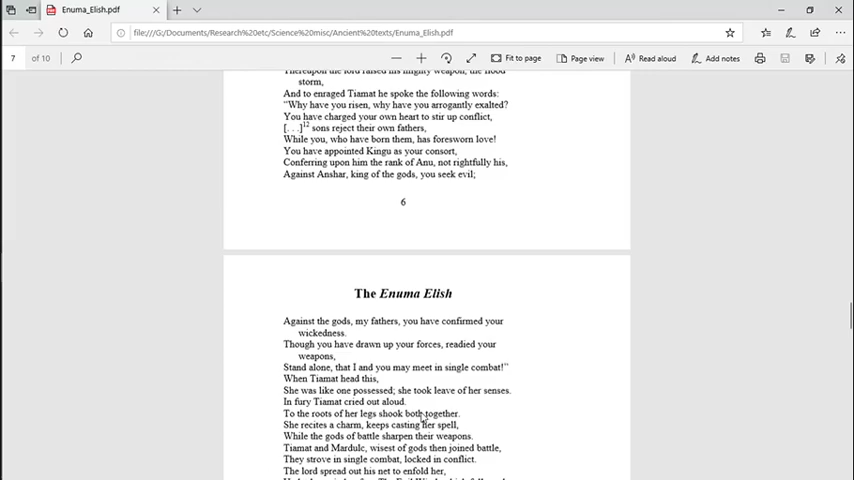 Enuma_Elish.pdf
file:///G:/Documents/Research%20etc/Science%20misc/Ancient%20texts/Enuma_Elish.pdf
7 of 10
Fit to page
Page view
Read aloud
Add notes
Thereupon the lord raised his mighty weapon, the flood
storm,
And to enraged Tiamat he spoke the following words:
“Why have you risen, why have you arrogantly exalted?
You have charged your own heart to stir up conflict,
[. . .]12 sons reject their own fathers,
While you, who have born them, has foresworn love!
You have appointed Kingu as your consort,
Conferring upon him the rank of Anu, not rightfully his,
Against Anshar, king of the gods, you seek evil;
6
The Enuma Elish
Against the gods, my fathers, you have confirmed your
wickedness.
Though you have drawn up your forces, readied your
weapons,
Stand alone, that I and you may meet in single combat!”
When Tiamat head this,
She was like one possessed; she took leave of her senses.
In fury Tiamat cried out aloud.
To the roots of her legs shook both together.
She recites a charm, keeps casting her spell,
While the gods of battle sharpen their weapons.
Tiamat and Mardulc, wisest of gods then joined battle,
They strove in single combat, locked in conflict.
The lord spread out his net to enfold her,